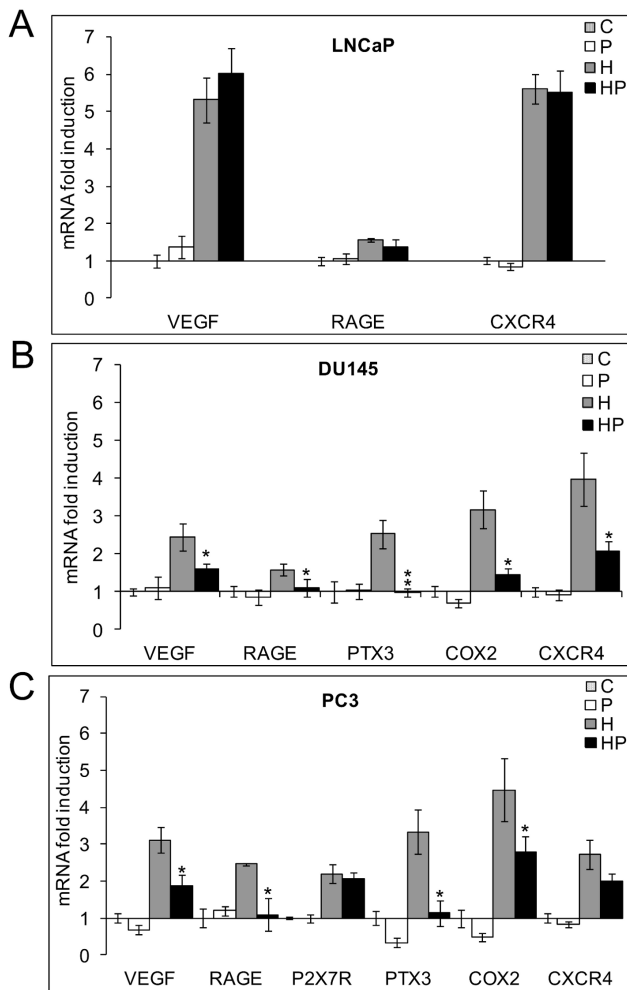 A
LNCaP
C
P
H
HP
mRNA fold induction
7
6
5
4
3
2
1
0
VEGF RAGE CXCR4
B
DU145
C
P
H
HP
mRNA fold induction
7
6
5
4
3
2
1
0
* * ** * *
VEGF RAGE PTX3 COX2 CXCR4
C
PC3
C
P
H
HP
mRNA fold induction
7
6
5
4
3
2
1
0
* * * *
VEGF RAGE P2X7R PTX3 COX2 CXCR4